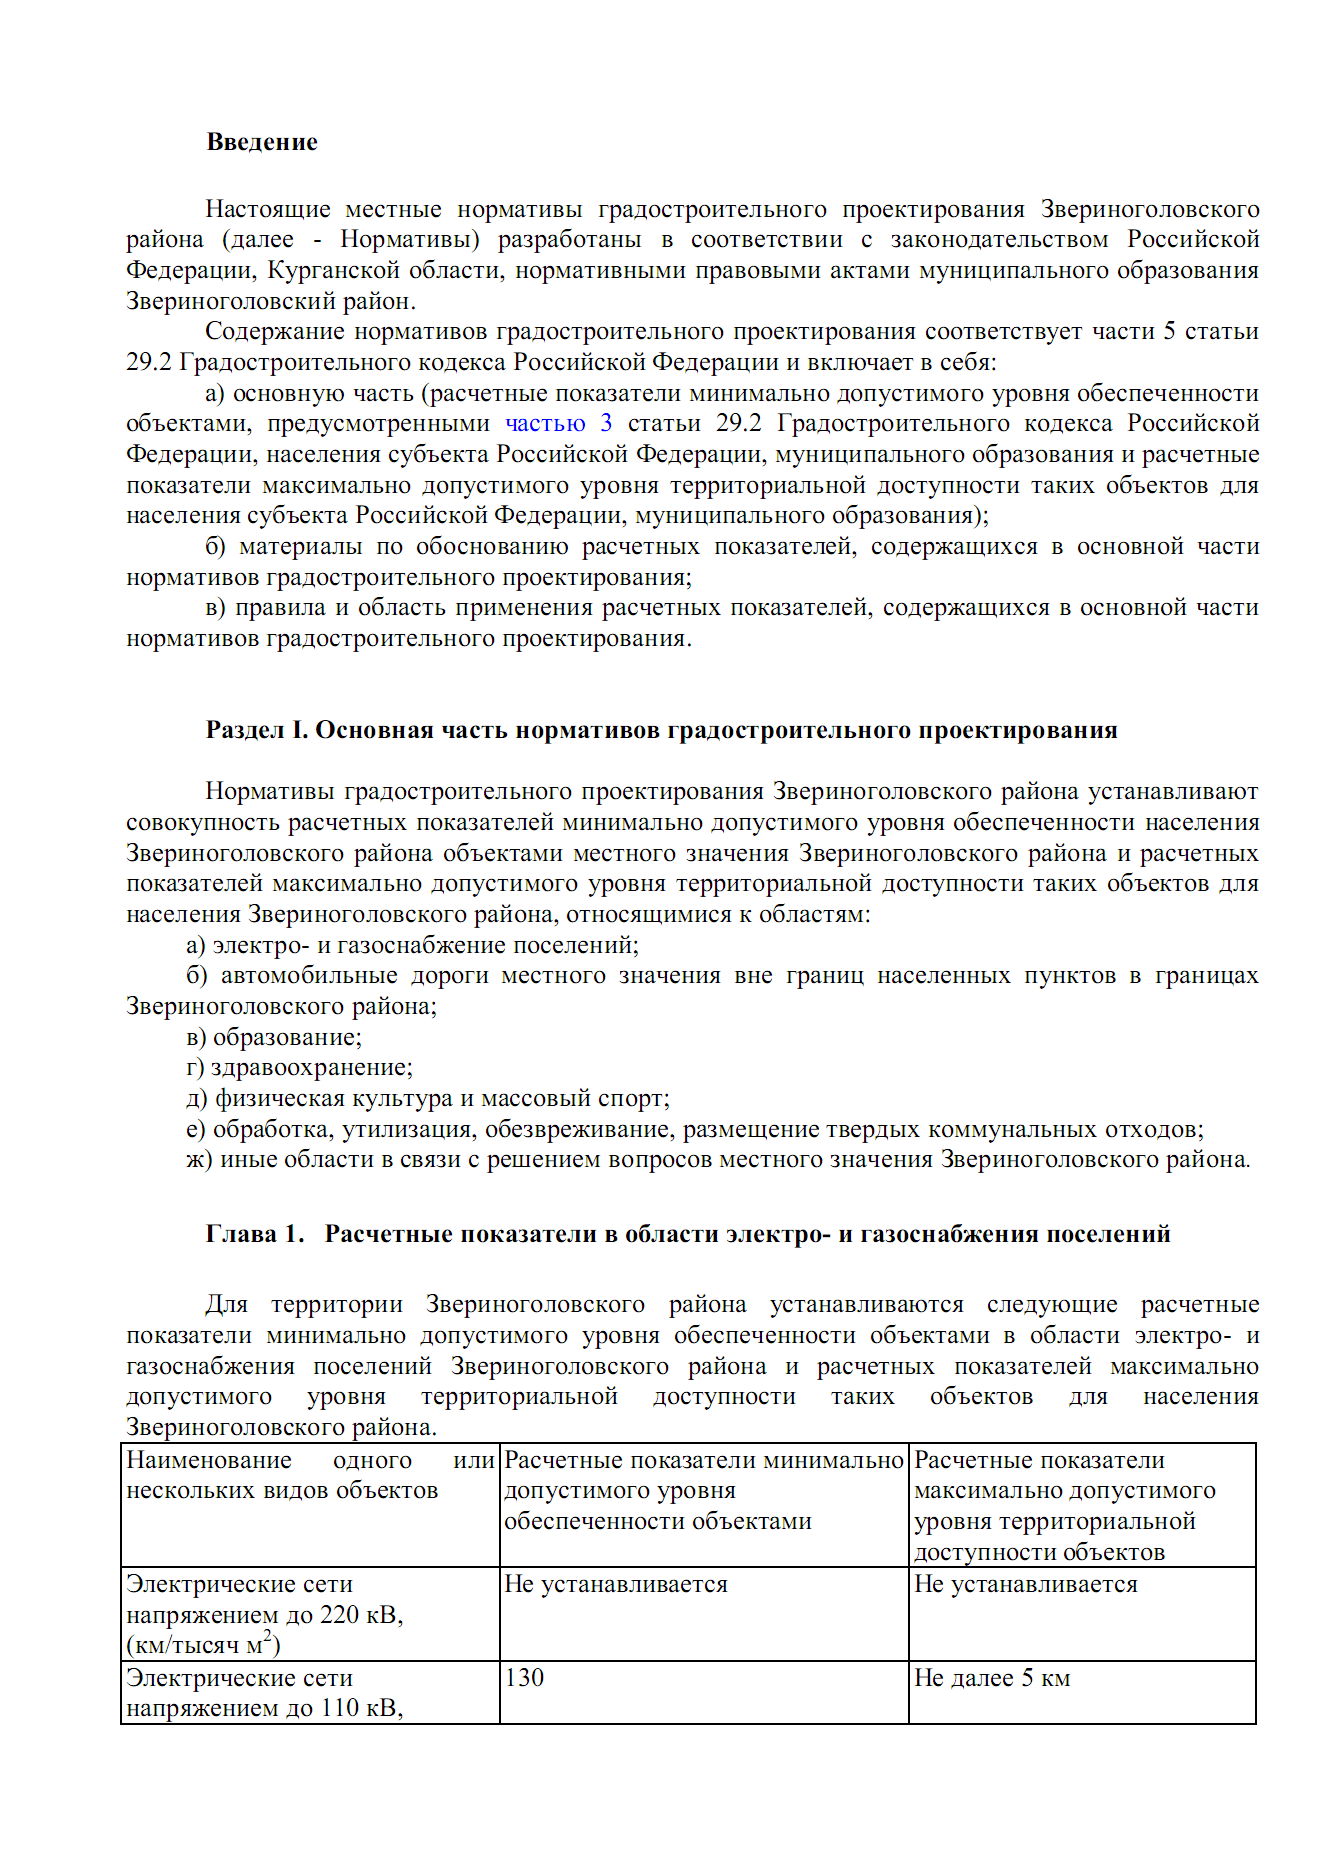 Введение
Настоящие местные нормативы градостроительного проектирования Звериноголовского
района (далее - Нормативы) разработаны в соответствии с законодательством Российской
Федерации, Курганской области, нормативными правовыми актами муниципального образования
Звериноголовский район.
Содержание нормативов градостроительного проектирования соответствует части 5 статьи
29.2 Градостроительного кодекса Российской Федерации и включает в себя:
а) основную часть (расчетные показатели минимально допустимого уровня обеспеченности
объектами, предусмотренными частью 3 статьи 29.2 Градостроительного кодекса Российской
Федерации, населения субъекта Российской Федерации, муниципального образования и расчетные
показатели максимально допустимого уровня территориальной доступности таких объектов для
населения субъекта Российской Федерации, муниципального образования);
б) материалы по обоснованию расчетных показателей, содержащихся в основной части
нормативов градостроительного проектирования;
в) правила и область применения расчетных показателей, содержащихся в основной части
нормативов градостроительного проектирования.
Раздел I. Основная часть нормативов градостроительного проектирования
Нормативы градостроительного проектирования Звериноголовского района устанавливают
совокупность расчетных показателей минимально допустимого уровня обеспеченности населения
Звериноголовского района объектами местного значения Звериноголовского района и расчетных
показателей максимально допустимого уровня территориальной доступности таких объектов для
населения Звериноголовского района, относящимися к областям:
а) электро- и газоснабжение поселений;
б) автомобильные дороги местного значения вне границ населенных пунктов в границах
Звериноголовского района;
в) образование;
г) здравоохранение;
д) физическая культура и массовый спорт;
е) обработка, утилизация, обезвреживание, размещение твердых коммунальных отходов;
ж) иные области в связи с решением вопросов местного значения Звериноголовского района.
Глава 1. Расчетные показатели в области электро- и газоснабжения поселений
Для территории Звериноголовского района устанавливаются следующие расчетные
показатели минимально допустимого уровня обеспеченности объектами в области электро- и
газоснабжения поселений Звериноголовского района и расчетных показателей максимально
допустимого уровня территориальной доступности таких объектов для населения
Звериноголовского района.
Наименование одного или
нескольких видов объектов
Расчетные показатели минимально
допустимого уровня
обеспеченности объектами
Расчетные показатели
максимально допустимого
уровня территориальной
доступности объектов
Электрические сети
напряжением до 220 кВ,
(км/тысяч м²)
Не устанавливается
Не устанавливается
Электрические сети
напряжением до 110 кВ,
130
Не далее 5 км